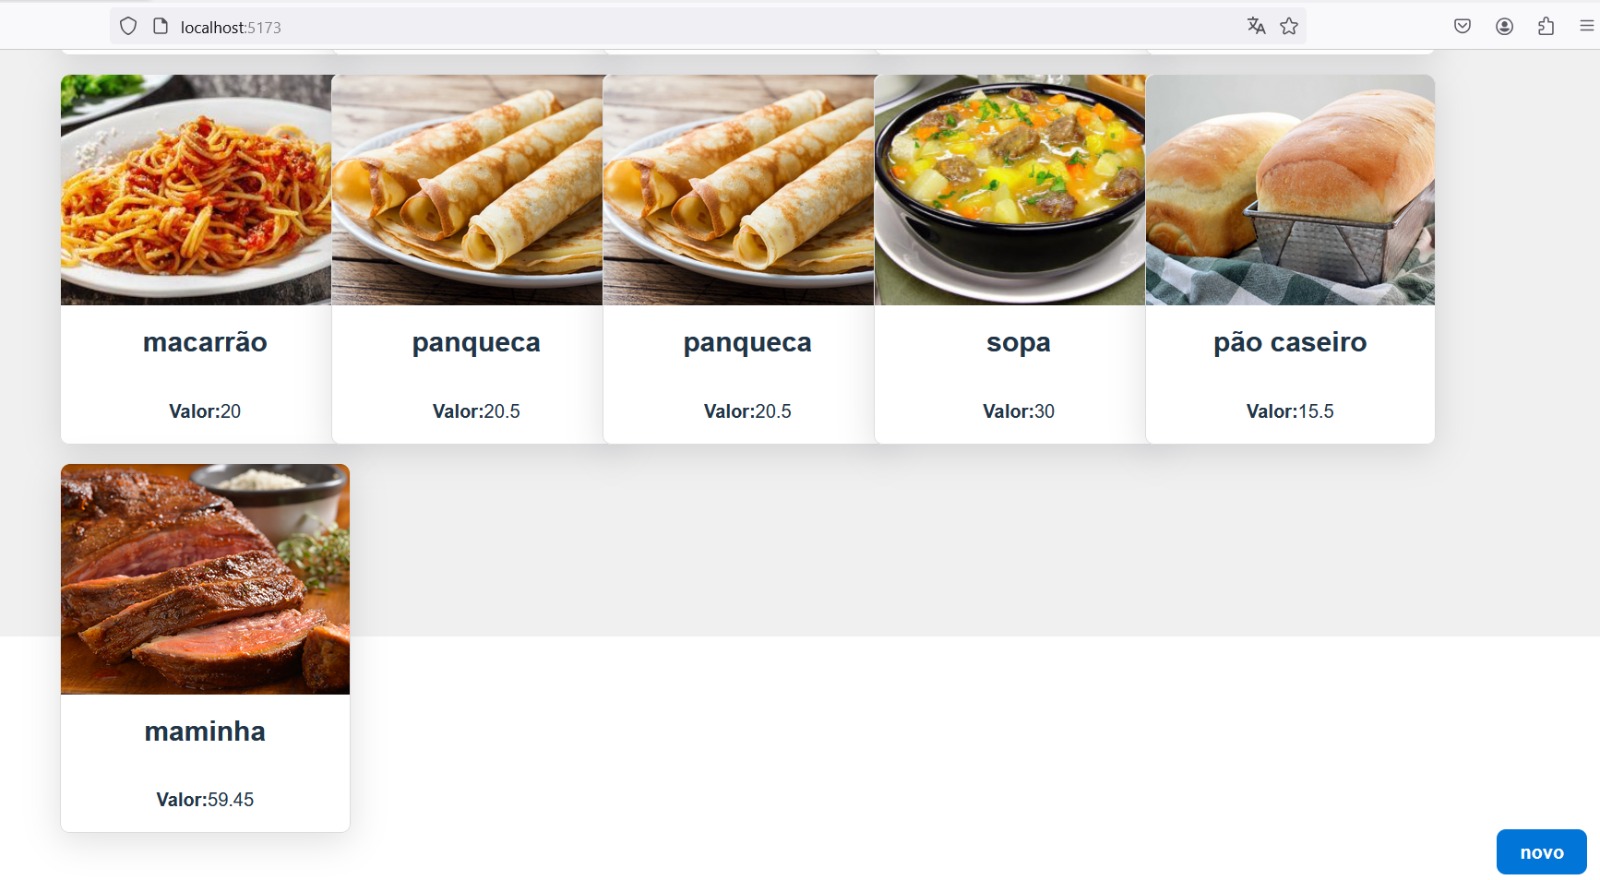 localhost:5173
macarrão
panqueca
panqueca
sopa
pão caseiro
Valor:20
Valor:20.5
Valor:20.5
Valor:30
Valor:15.5
maminha
Valor:59.45
novo